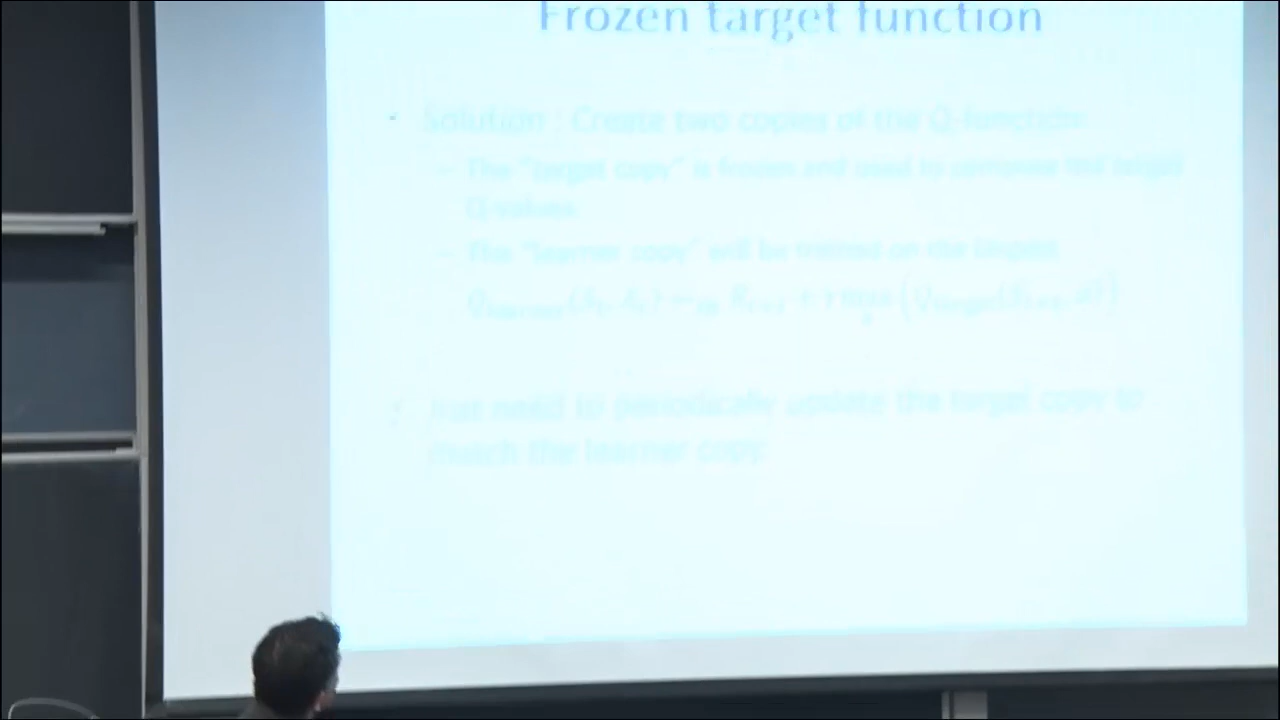 Frozen target function
Solution : Create two copies of the Q-function
– The "target copy" is frozen and used to compute the target
Q-values
– The "learner copy" will be trained on the targets
Just need to periodically update the target copy to
match the learner copy